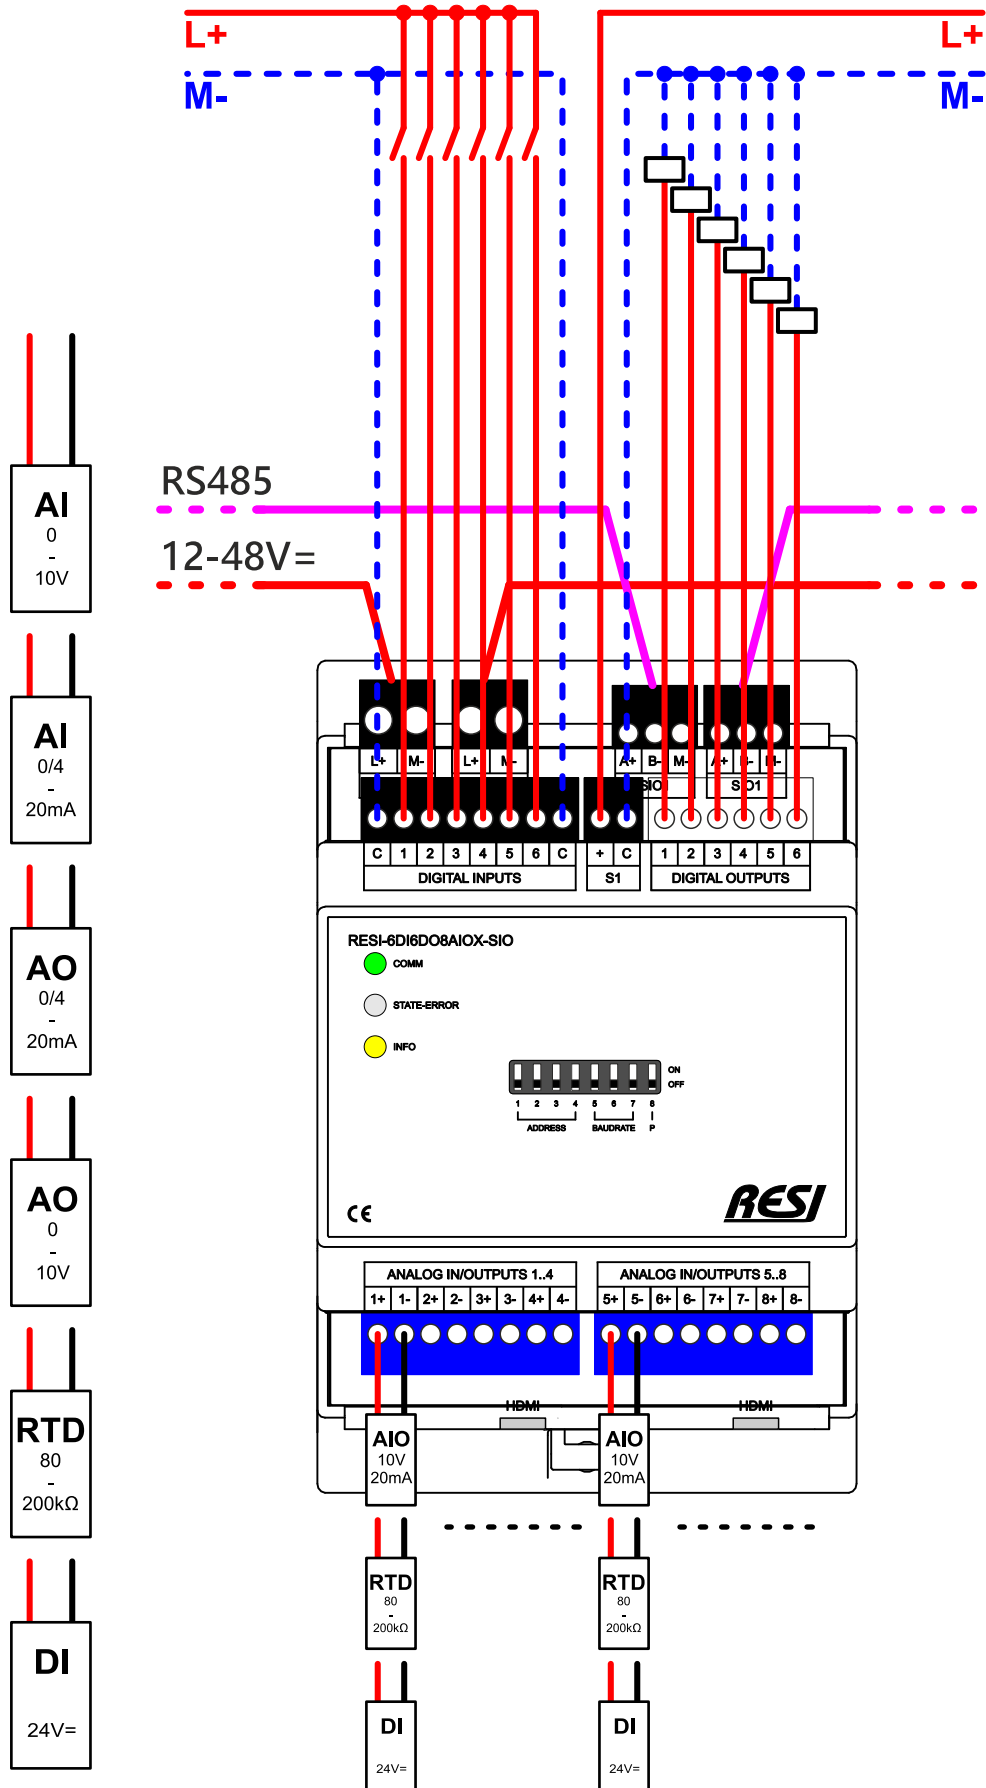 L+ L+
M- M-
RS485
12-48V=
AI
0
-
10V
AI
0/4
-
20mA
AO
0/4
-
20mA
AO
0
-
10V
RTD
80
-
200kΩ
DI
24V=
L+ M- L+ M- A+ B- M- A+ B- M-
SIO1 SIO1
C 1 2 3 4 5 6 C + C 1 2 3 4 5 6
DIGITAL INPUTS S1 DIGITAL OUTPUTS
RESI-6DI6DO8AIOX-SIO
COMM
STATE-ERROR
INFO
ON
OFF
1 2 3 4 5 6 7 8
ADDRESS BAUDRATE P
CE RESI
ANALOG IN/OUTPUTS 1..4 ANALOG IN/OUTPUTS 5..8
1+ 1- 2+ 2- 3+ 3- 4+ 4- 5+ 5- 6+ 6- 7+ 7- 8+ 8-
HDMI HDMI
AIO AIO
10V 10V
20mA 20mA
RTD RTD
80 80
- -
200kΩ 200kΩ
DI DI
24V= 24V=